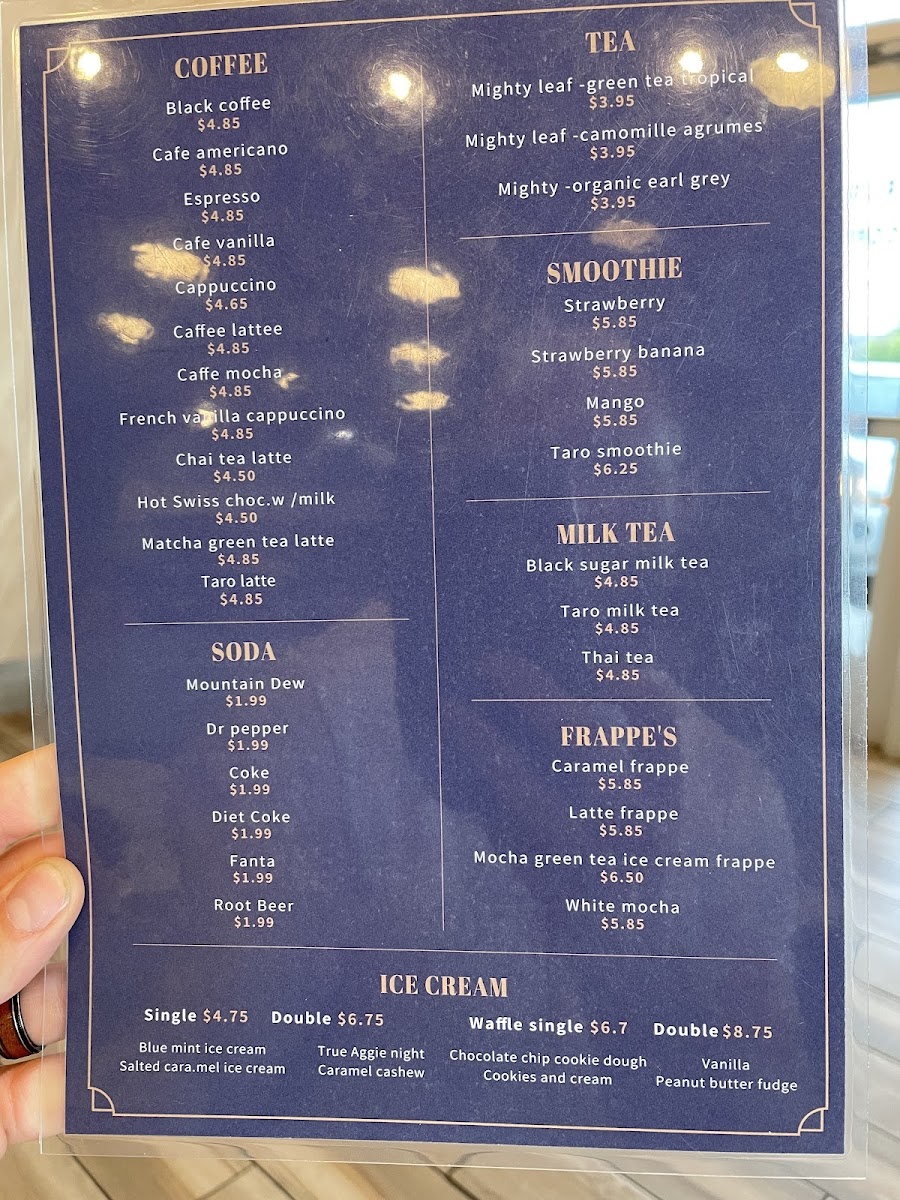 COFFEE
Black coffee
$4.85
Cafe americano
$4.85
Espresso
$4.85
Cafe vanilla
$4.85
Cappuccino
$4.65
Caffee lattee
$4.85
Caffe mocha
$4.85
French vanilla cappuccino
$4.85
Chai tea latte
$4.50
Hot Swiss choc.w /milk
$4.50
Matcha green tea latte
$4.85
Taro latte
$4.85
SODA
Mountain Dew
$1.99
Dr pepper
$1.99
Coke
$1.99
Diet Coke
$1.99
Fanta
$1.99
Root Beer
$1.99
TEA
Mighty leaf -green tea tropical
$3.95
Mighty leaf -camomille agrumes
$3.95
Mighty -organic earl grey
$3.95
SMOOTHIE
Strawberry
$5.85
Strawberry banana
$5.85
Mango
$5.85
Taro smoothie
$6.25
MILK TEA
Black sugar milk tea
$4.85
Taro milk tea
$4.85
Thai tea
$4.85
FRAPPE'S
Caramel frappe
$5.85
Latte frappe
$5.85
Mocha green tea ice cream frappe
$6.50
White mocha
$5.85
ICE CREAM
Single $4.75 Double $6.75 Waffle single $6.7 Double $8.75
Blue mint ice cream
Salted cara.mel ice cream
True Aggie night
Caramel cashew
Chocolate chip cookie dough
Cookies and cream
Vanilla
Peanut butter fudge